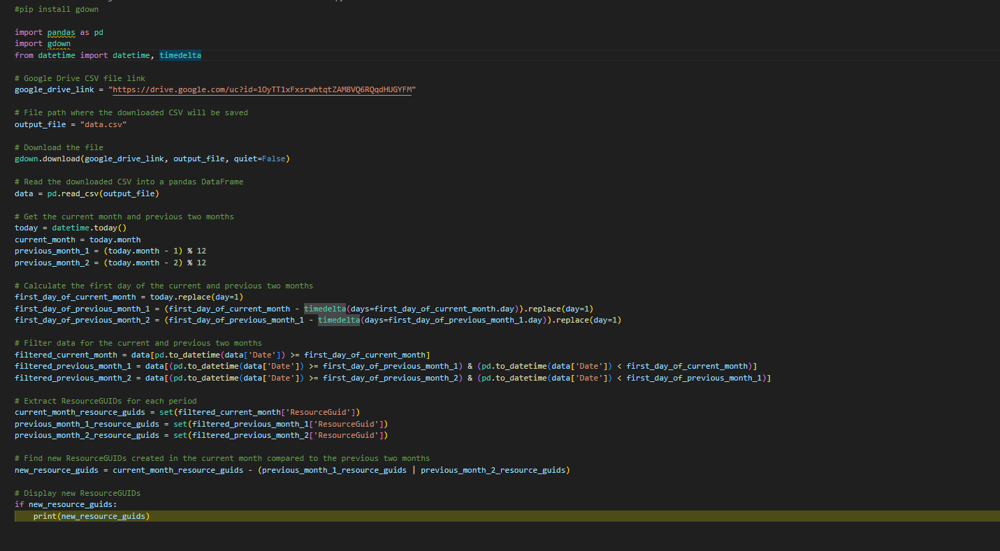 #pip install gdown
import pandas as pd
import gdown
from datetime import datetime, timedelta
# Google Drive CSV file link
google_drive_link = "https://drive.google.com/uc?id=1OyTT1xFxsrwhtqtZAM8VQ6RQqdHUGYFM"
# File path where the downloaded CSV will be saved
output_file = "data.csv"
# Download the file
gdown.download(google_drive_link, output_file, quiet=False)
# Read the downloaded CSV into a pandas DataFrame
data = pd.read_csv(output_file)
# Get the current month and previous two months
today = datetime.today()
current_month = today.month
previous_month_1 = (today.month - 1) % 12
previous_month_2 = (today.month - 2) % 12
# Calculate the first day of the current and previous two months
first_day_of_current_month = today.replace(day=1)
first_day_of_previous_month_1 = (first_day_of_current_month - timedelta(days=first_day_of_current_month.day)).replace(day=1)
first_day_of_previous_month_2 = (first_day_of_previous_month_1 - timedelta(days=first_day_of_previous_month_1.day)).replace(day=1)
# Filter data for the current and previous two months
filtered_current_month = data[pd.to_datetime(data['Date']) >= first_day_of_current_month]
filtered_previous_month_1 = data[(pd.to_datetime(data['Date']) >= first_day_of_previous_month_1) & (pd.to_datetime(data['Date']) < first_day_of_current_month)]
filtered_previous_month_2 = data[(pd.to_datetime(data['Date']) >= first_day_of_previous_month_2) & (pd.to_datetime(data['Date']) < first_day_of_previous_month_1)]
# Extract ResourceGUIDs for each period
current_month_resource_guids = set(filtered_current_month['ResourceGuid'])
previous_month_1_resource_guids = set(filtered_previous_month_1['ResourceGuid'])
previous_month_2_resource_guids = set(filtered_previous_month_2['ResourceGuid'])
# Find new ResourceGUIDs created in the current month compared to the previous two months
new_resource_guids = current_month_resource_guids - (previous_month_1_resource_guids | previous_month_2_resource_guids)
# Display new ResourceGUIDs
if new_resource_guids:
    print(new_resource_guids)